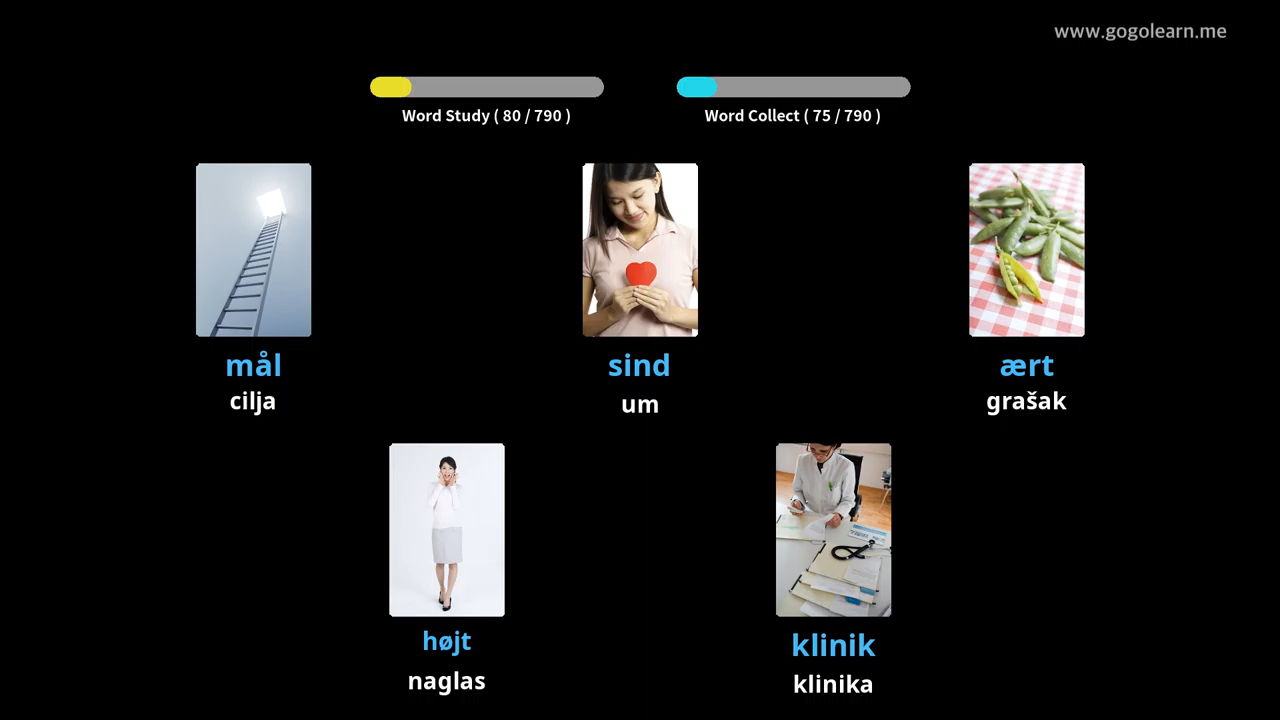 www.gogolearn.me
Word Study ( 80 / 790 )
Word Collect ( 75 / 790 )
mål
cilja
sind
um
ært
grašak
højt
naglas
klinik
klinika